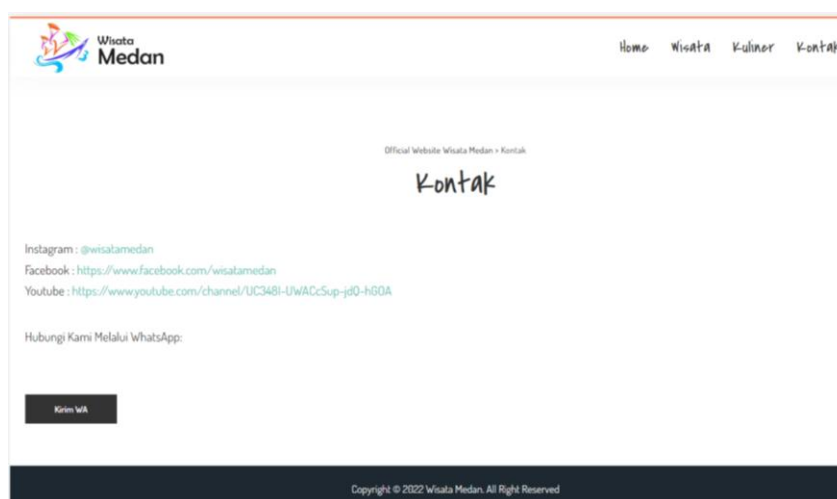 Wisata
Medan
Home Wisata Kuliner Kontak
Official Website Wisata Medan > Kontak
Kontak
Instagram : @wisatamedan
Facebook : https://www.facebook.com/wisatamedan
Youtube :
Hubungi Kami Melalui WhatsApp:
Kirim WA
Copyright © 2022 Wisata Medan. All Right Reserved